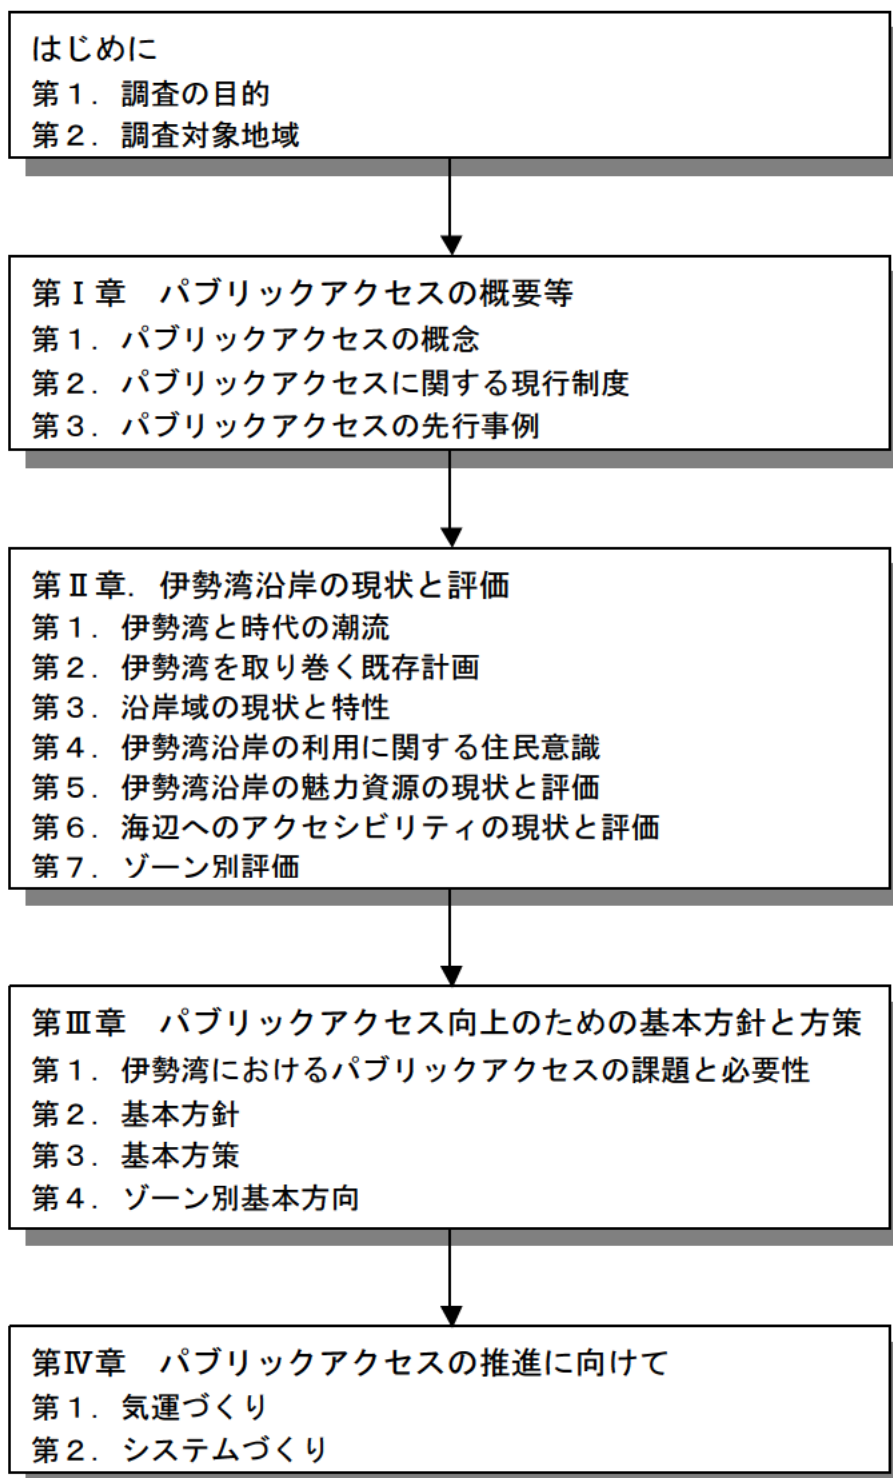 はじめに
第１．調査の目的
第２．調査対象地域
第Ⅰ章　パブリックアクセスの概要等
第１．パブリックアクセスの概念
第２．パブリックアクセスに関する現行制度
第３．パブリックアクセスの先行事例
第Ⅱ章．伊勢湾沿岸の現状と評価
第１．伊勢湾と時代の潮流
第２．伊勢湾を取り巻く既存計画
第３．沿岸域の現状と特性
第４．伊勢湾沿岸の利用に関する住民意識
第５．伊勢湾沿岸の魅力資源の現状と評価
第６．海辺へのアクセシビリティの現状と評価
第７．ゾーン別評価
第Ⅲ章　パブリックアクセス向上のための基本方針と方策
第１．伊勢湾におけるパブリックアクセスの課題と必要性
第２．基本方針
第３．基本方策
第４．ゾーン別基本方向
第Ⅳ章　パブリックアクセスの推進に向けて
第１．気運づくり
第２．システムづくり